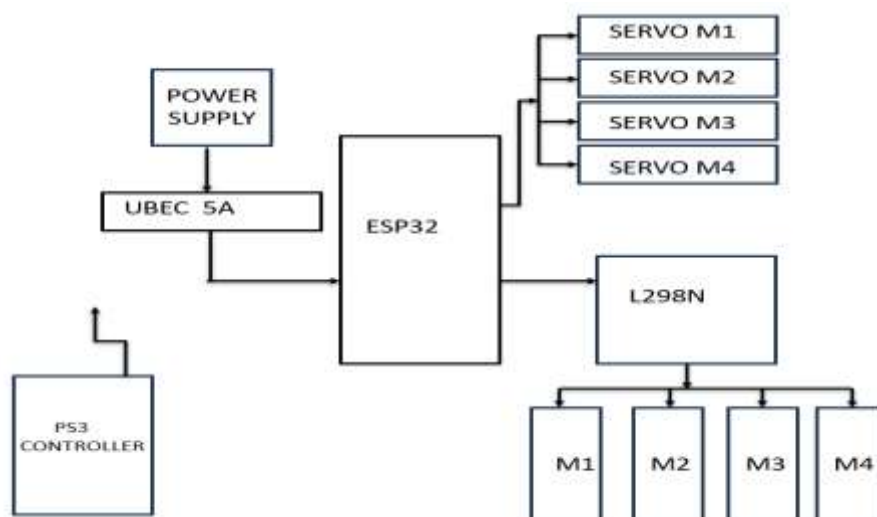 SERVO M1
SERVO M2
SERVO M3
SERVO M4
POWER
SUPPLY
UBEC 5A
ESP32
L298N
PS3
CONTROLLER
M1
M2
M3
M4